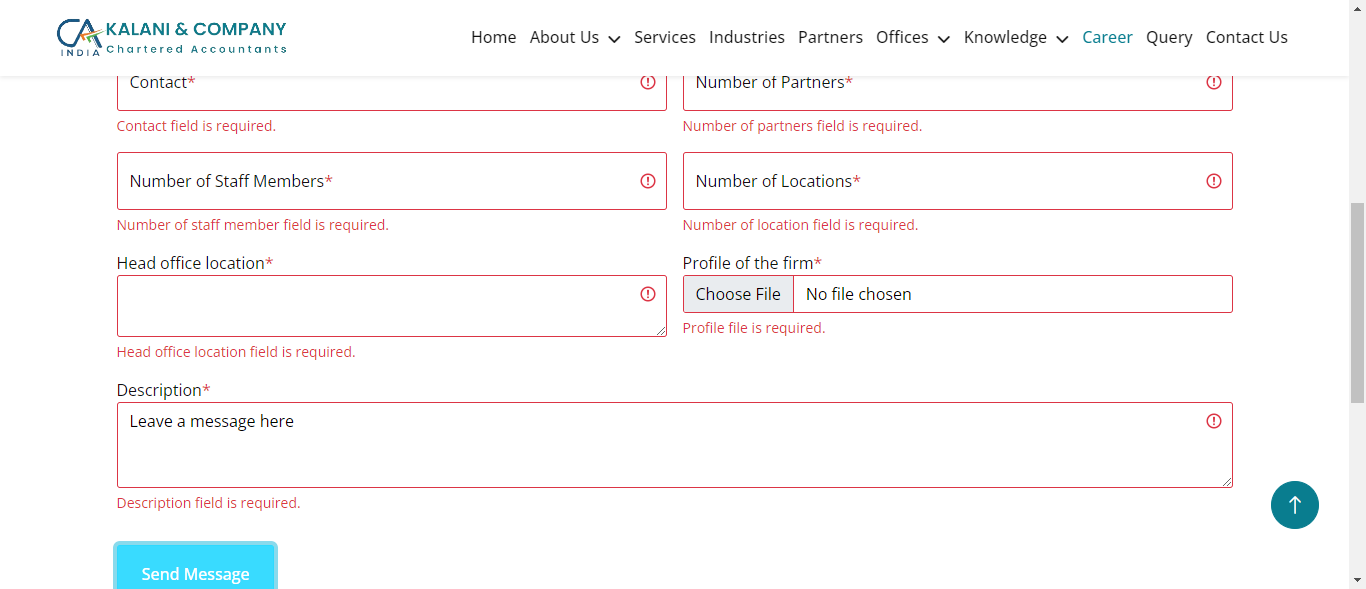 CA INDIA KALANI & COMPANY
Chartered Accountants
Home About Us Services Industries Partners Offices Knowledge Career Query Contact Us
Contact* Number of Partners*
Contact field is required. Number of partners field is required.
Number of Staff Members* Number of Locations*
Number of staff member field is required. Number of location field is required.
Head office location* Profile of the firm*
Choose File No file chosen
Profile file is required.
Head office location field is required.
Description*
Leave a message here
Description field is required.
Send Message